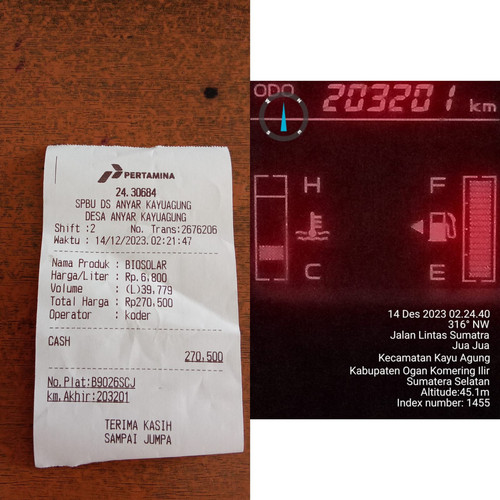 PERTAMINA
24.30684
SPBU DS ANYAR KAYUAGUNG
DESA ANYAR KAYUAGUNG
Shift :2 No. Trans:2676206
Waktu : 14/12/2023.02:21:47
Nama Produk : BIOSOLAR
Harga/Liter : Rp.6,800
Volume : (L)39,779
Total Harga : Rp270,500
Operator : koder
CASH
270,500
No.Plat:B9026SCJ
km.Akhir:203201
TERIMA KASIH
SAMPAI JUMPA
ODO 203201 km
H F
C E
14 Des 2023 02.24.40
316° NW
Jalan Lintas Sumatra
Jua Jua
Kecamatan Kayu Agung
Kabupaten Ogan Komering Ilir
Sumatera Selatan
Altitude:45.1m
Index number: 1455